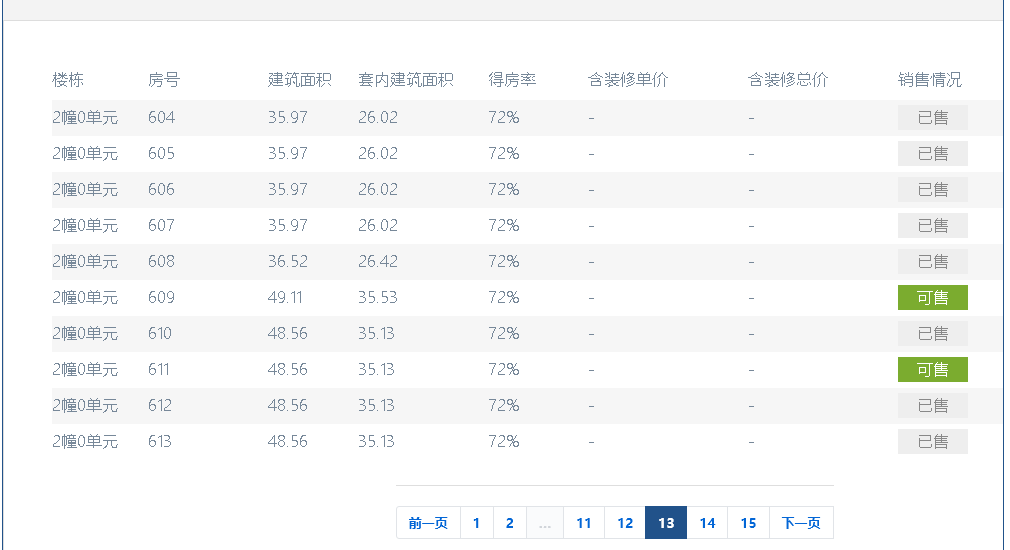 楼栋 房号 建筑面积 套内建筑面积 得房率 含装修单价 含装修总价 销售情况
2幢0单元 604 35.97 26.02 72% - - 已售
2幢0单元 605 35.97 26.02 72% - - 已售
2幢0单元 606 35.97 26.02 72% - - 已售
2幢0单元 607 35.97 26.02 72% - - 已售
2幢0单元 608 36.52 26.42 72% - - 已售
2幢0单元 609 49.11 35.53 72% - - 可售
2幢0单元 610 48.56 35.13 72% - - 已售
2幢0单元 611 48.56 35.13 72% - - 可售
2幢0单元 612 48.56 35.13 72% - - 已售
2幢0单元 613 48.56 35.13 72% - - 已售
前一页 1 2 ... 11 12 13 14 15 下一页